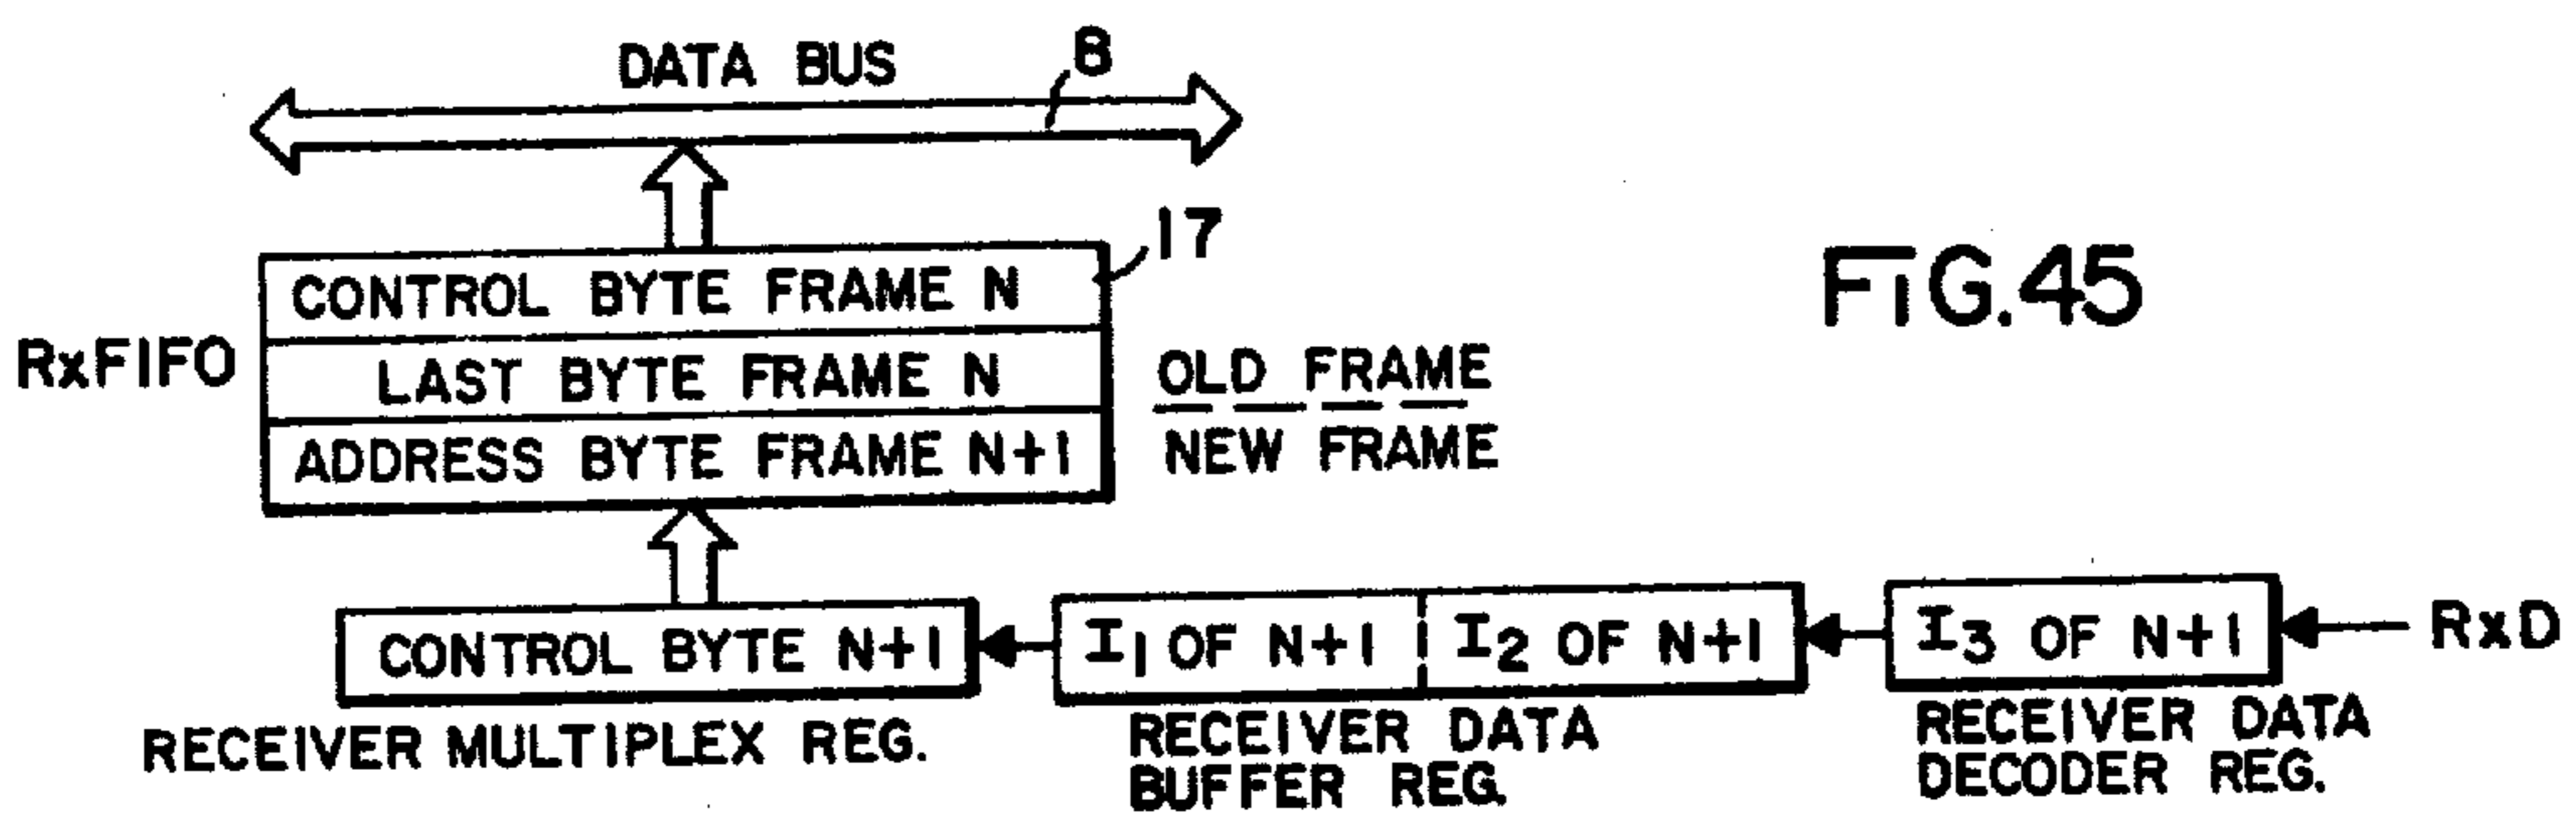 DATA BUS
8
17
CONTROL BYTE FRAME N
RxFIFO
LAST BYTE FRAME N
ADDRESS BYTE FRAME N+1
OLD FRAME
NEW FRAME
FIG.45
CONTROL BYTE N+1
I1 OF N+1
I2 OF N+1
I3 OF N+1
RxD
RECEIVER MULTIPLEX REG.
RECEIVER DATA
BUFFER REG.
RECEIVER DATA
DECODER REG.